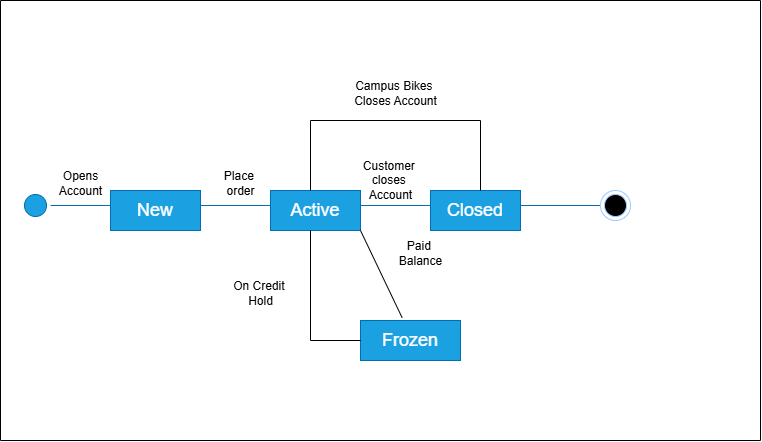 Campus Bikes
Closes Account
Opens
Account
Place
order
Customer
closes
Account
New
Active
Closed
Paid
Balance
On Credit
Hold
Frozen